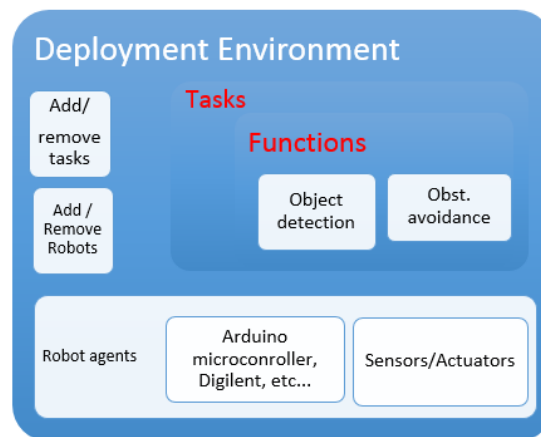 Deployment Environment
Add/
remove
tasks
Tasks
Functions
Object
detection
Obst.
avoidance
Add /
Remove
Robots
Robot agents
Arduino
microconroller,
Digilent, etc...
Sensors/Actuators